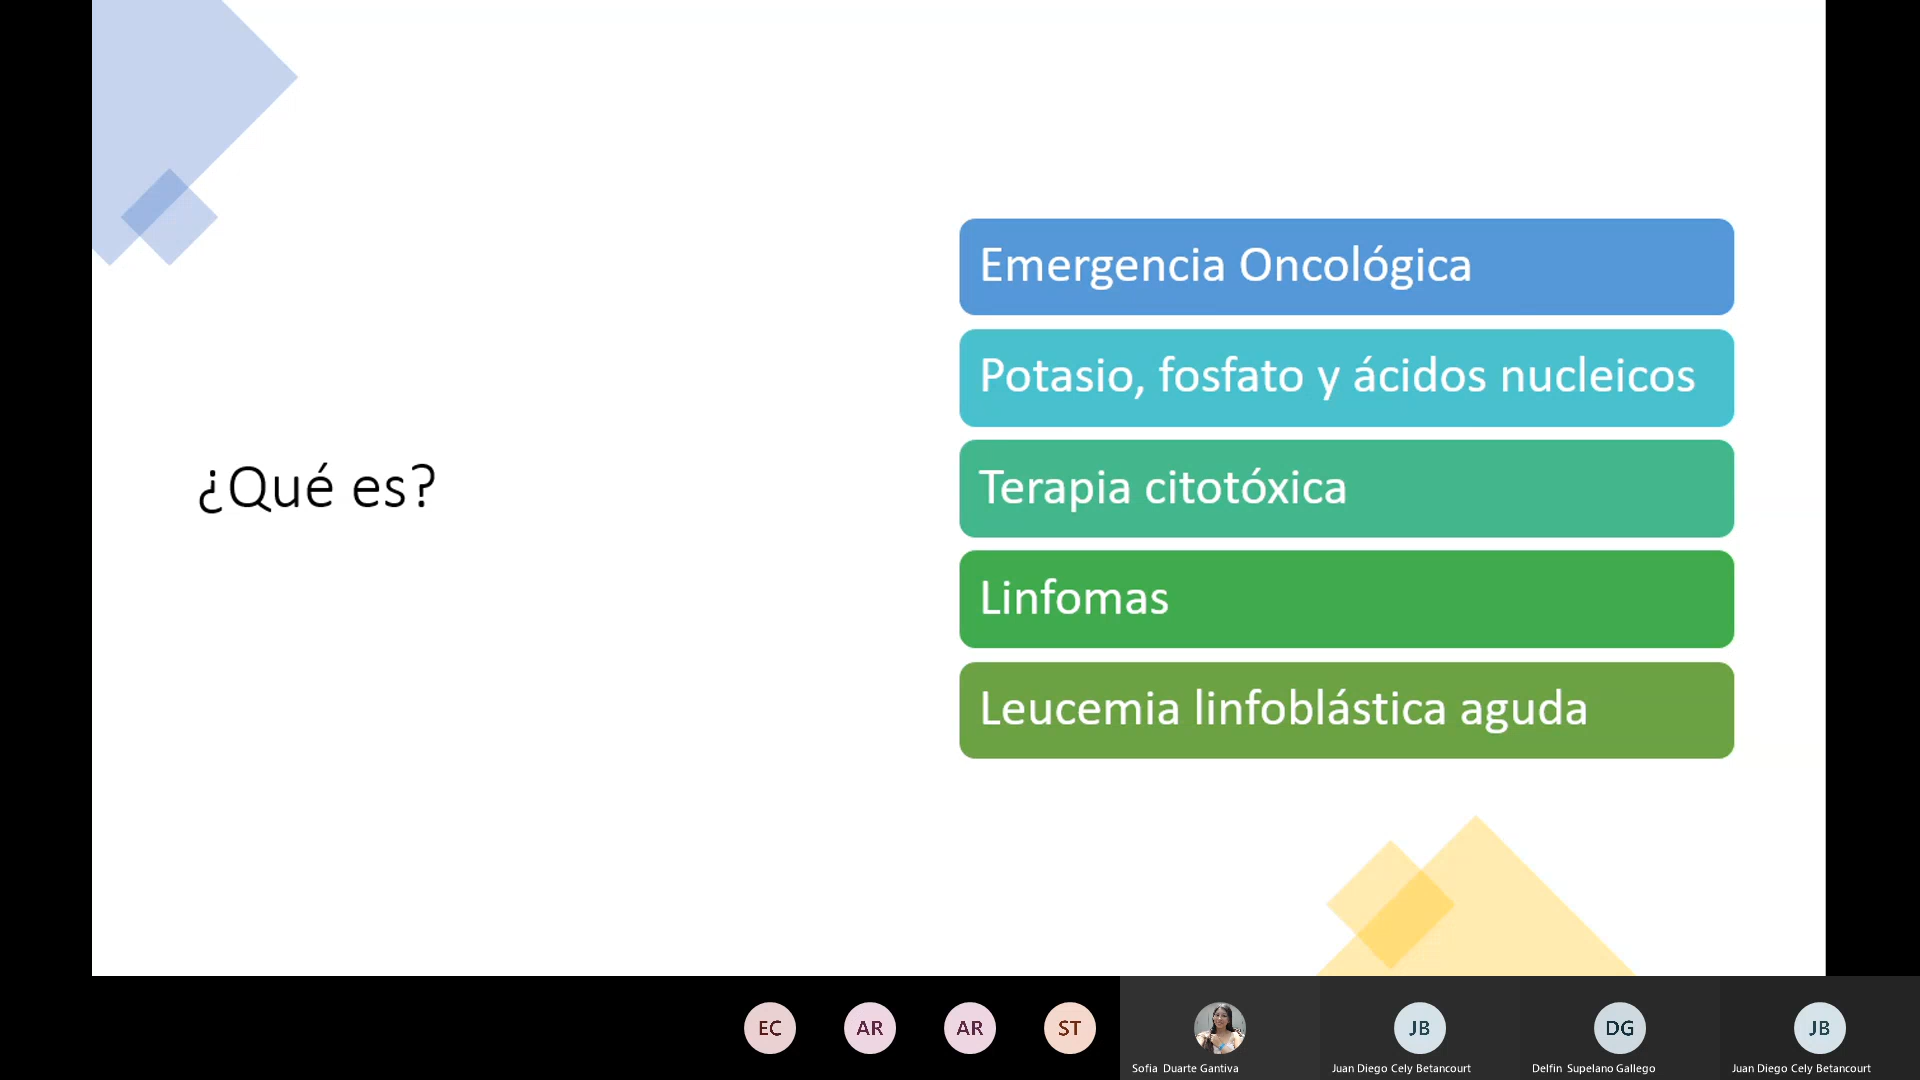 ¿Qué es?
Emergencia Oncológica
Potasio, fosfato y ácidos nucleicos
Terapia citotóxica
Linfomas
Leucemia linfoblástica aguda
EC
AR
AR
ST
JB
DG
JB
Sofia Duarte Gantiva
Juan Diego Cely Betancourt
Delfin Supelano Gallego
Juan Diego Cely Betancourt